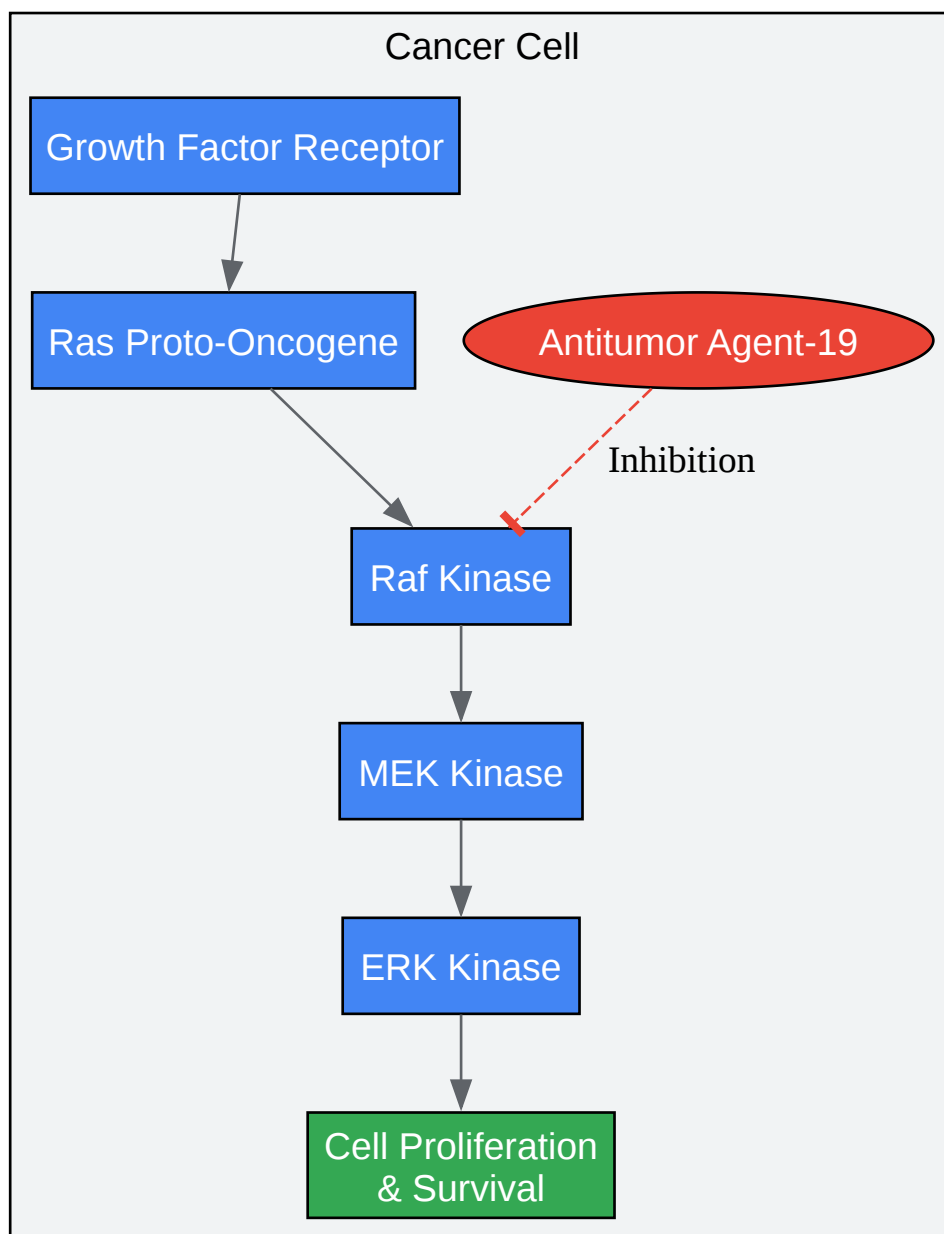 Cancer Cell
Growth Factor Receptor
Ras Proto-Oncogene
Antitumor Agent-19
Inhibition
Raf Kinase
MEK Kinase
ERK Kinase
Cell Proliferation
& Survival